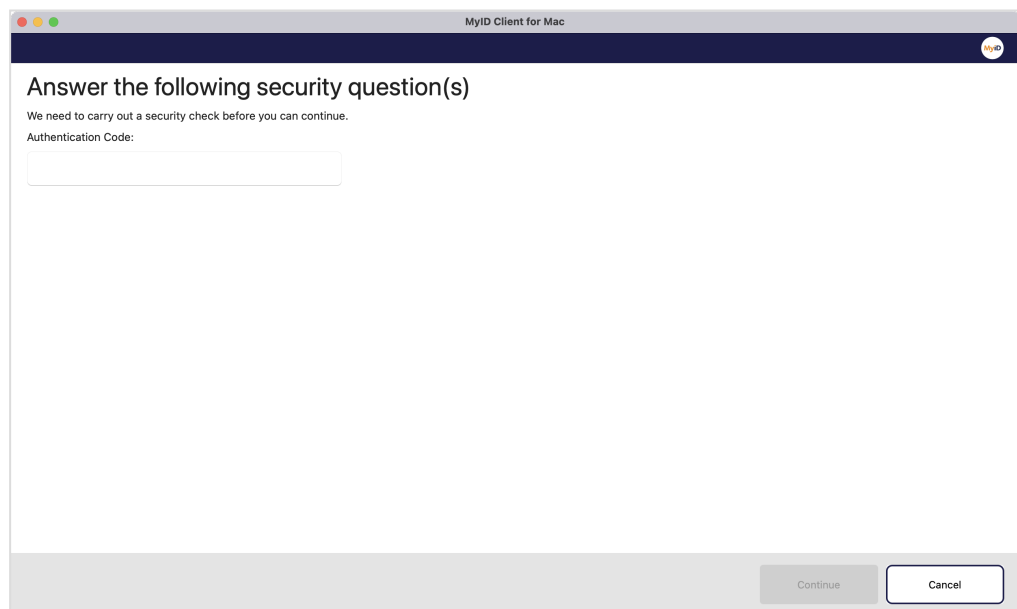 MyID Client for Mac
MyID
Answer the following security question(s)
We need to carry out a security check before you can continue.
Authentication Code:
Continue
Cancel